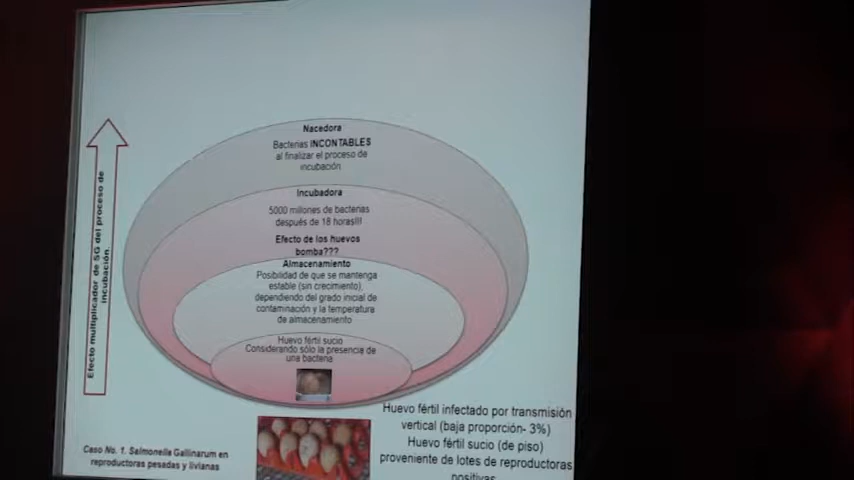 Nacedora
Bacterias INCONTABLES
al finalizar el proceso de
incubación
Incubadora
5000 millones de bacterias
después de 18 horas!!!
Efecto de los huevos
bomba???
Almacenamiento
Posibilidad de que se mantenga
estable (sin crecimiento),
dependiendo del grado inicial de
contaminación y la temperatura
de almacenamiento
Huevo fértil sucio
Considerando sólo la presencia de
una bacteria
Efecto multiplicador de SG del proceso de
incubación.
Huevo fértil infectado por transmisión
vertical (baja proporción- 3%)
Huevo fértil sucio (de piso)
proveniente de lotes de reproductoras
positivas
Caso No. 1. Salmonella Gallinarum en
reproductoras pesadas y livianas